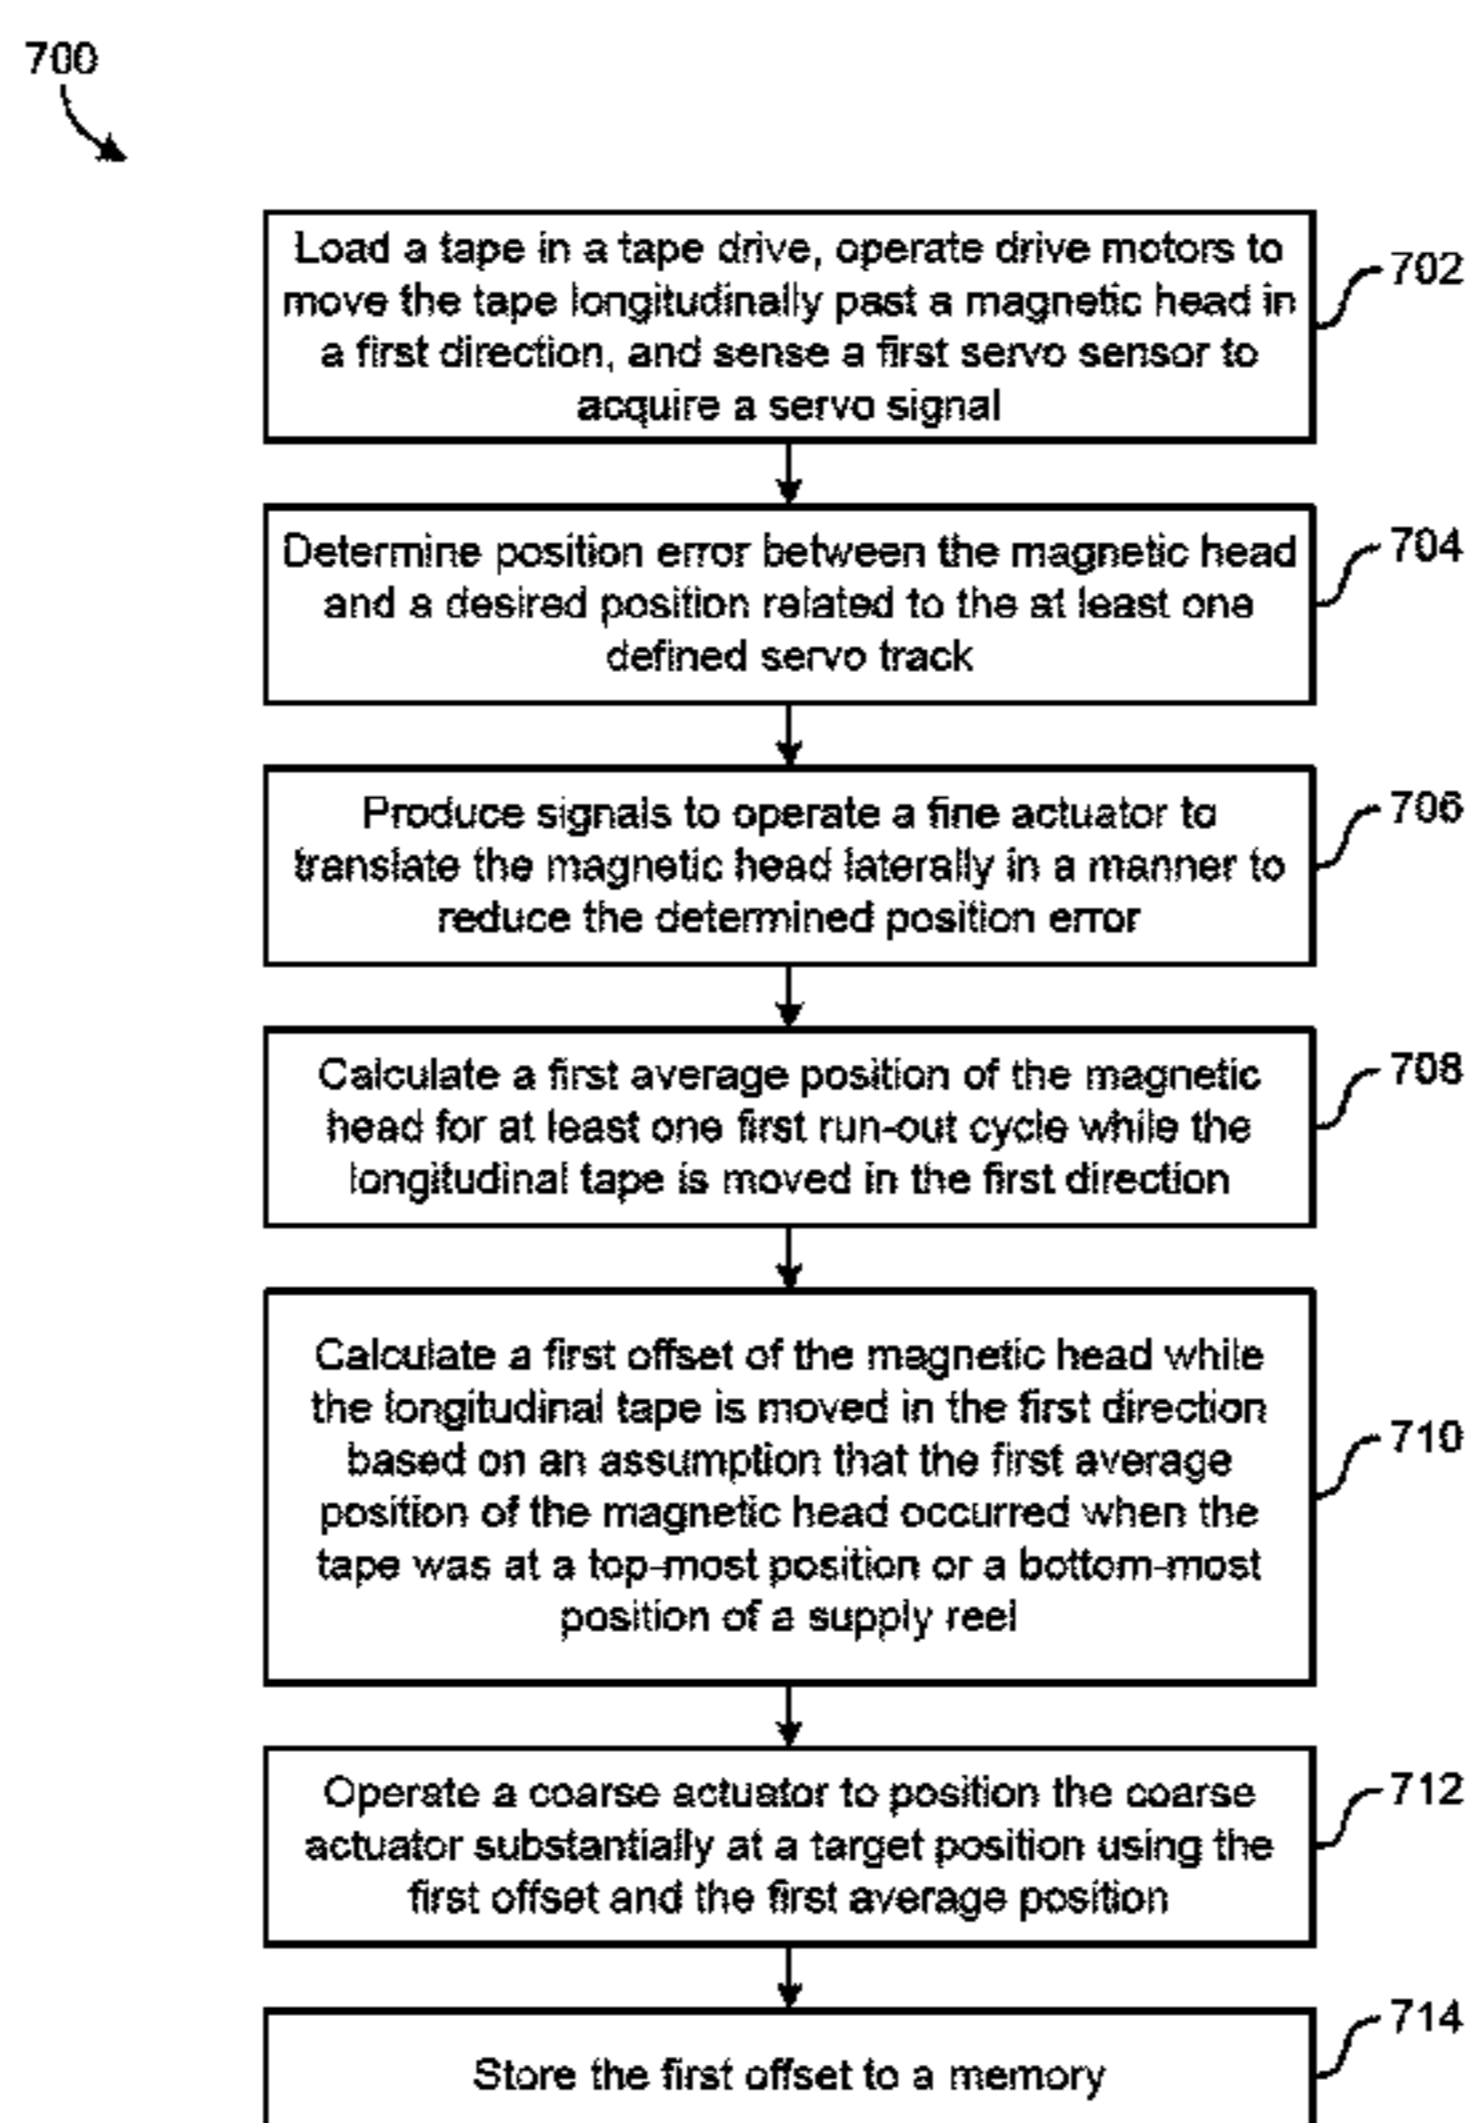 700
Load a tape in a tape drive, operate drive motors to
move the tape longitudinally past a magnetic head in
a first direction, and sense a first servo sensor to
acquire a servo signal
702
Determine position error between the magnetic head
and a desired position related to the at least one
defined servo track
704
Produce signals to operate a fine actuator to
translate the magnetic head laterally in a manner to
reduce the determined position error
706
Calculate a first average position of the magnetic
head for at least one first run-out cycle while the
longitudinal tape is moved in the first direction
708
Calculate a first offset of the magnetic head while
the longitudinal tape is moved in the first direction
based on an assumption that the first average
position of the magnetic head occurred when the
tape was at a top-most position or a bottom-most
position of a supply reel
710
Operate a coarse actuator to position the coarse
actuator substantially at a target position using the
first offset and the first average position
712
Store the first offset to a memory
714